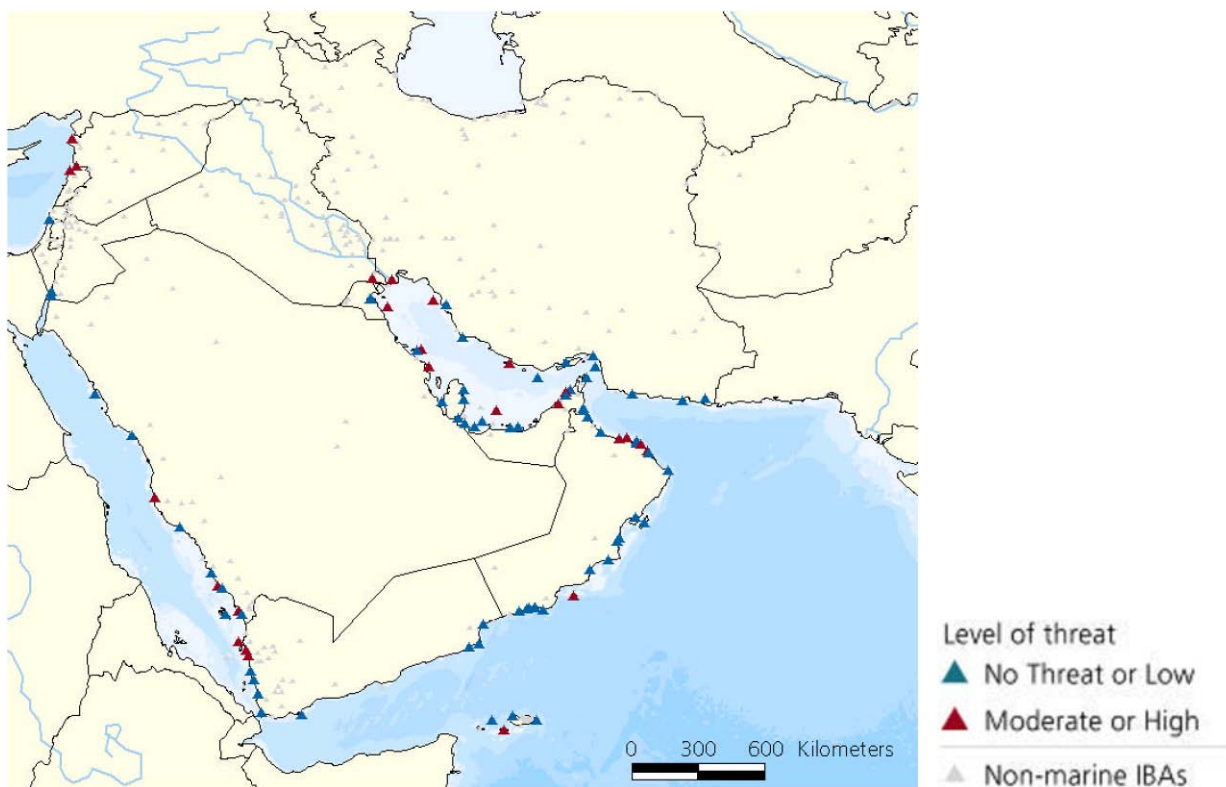 0 300 600 Kilometers
Level of threat
No Threat or Low
Moderate or High
Non-marine IBAs